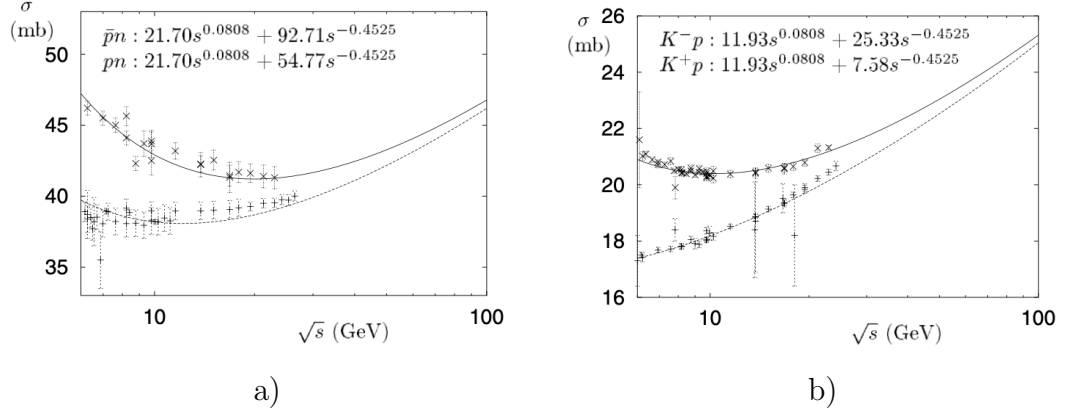 σ
(mb)
50
45
40
35
p̄n : 21.70s^0.0808 + 92.71s^−0.4525
pn : 21.70s^0.0808 + 54.77s^−0.4525
10
100
√s (GeV)
a)
σ
(mb)
26
24
22
20
18
16
K⁻p : 11.93s^0.0808 + 25.33s^−0.4525
K⁺p : 11.93s^0.0808 + 7.58s^−0.4525
10
100
√s (GeV)
b)